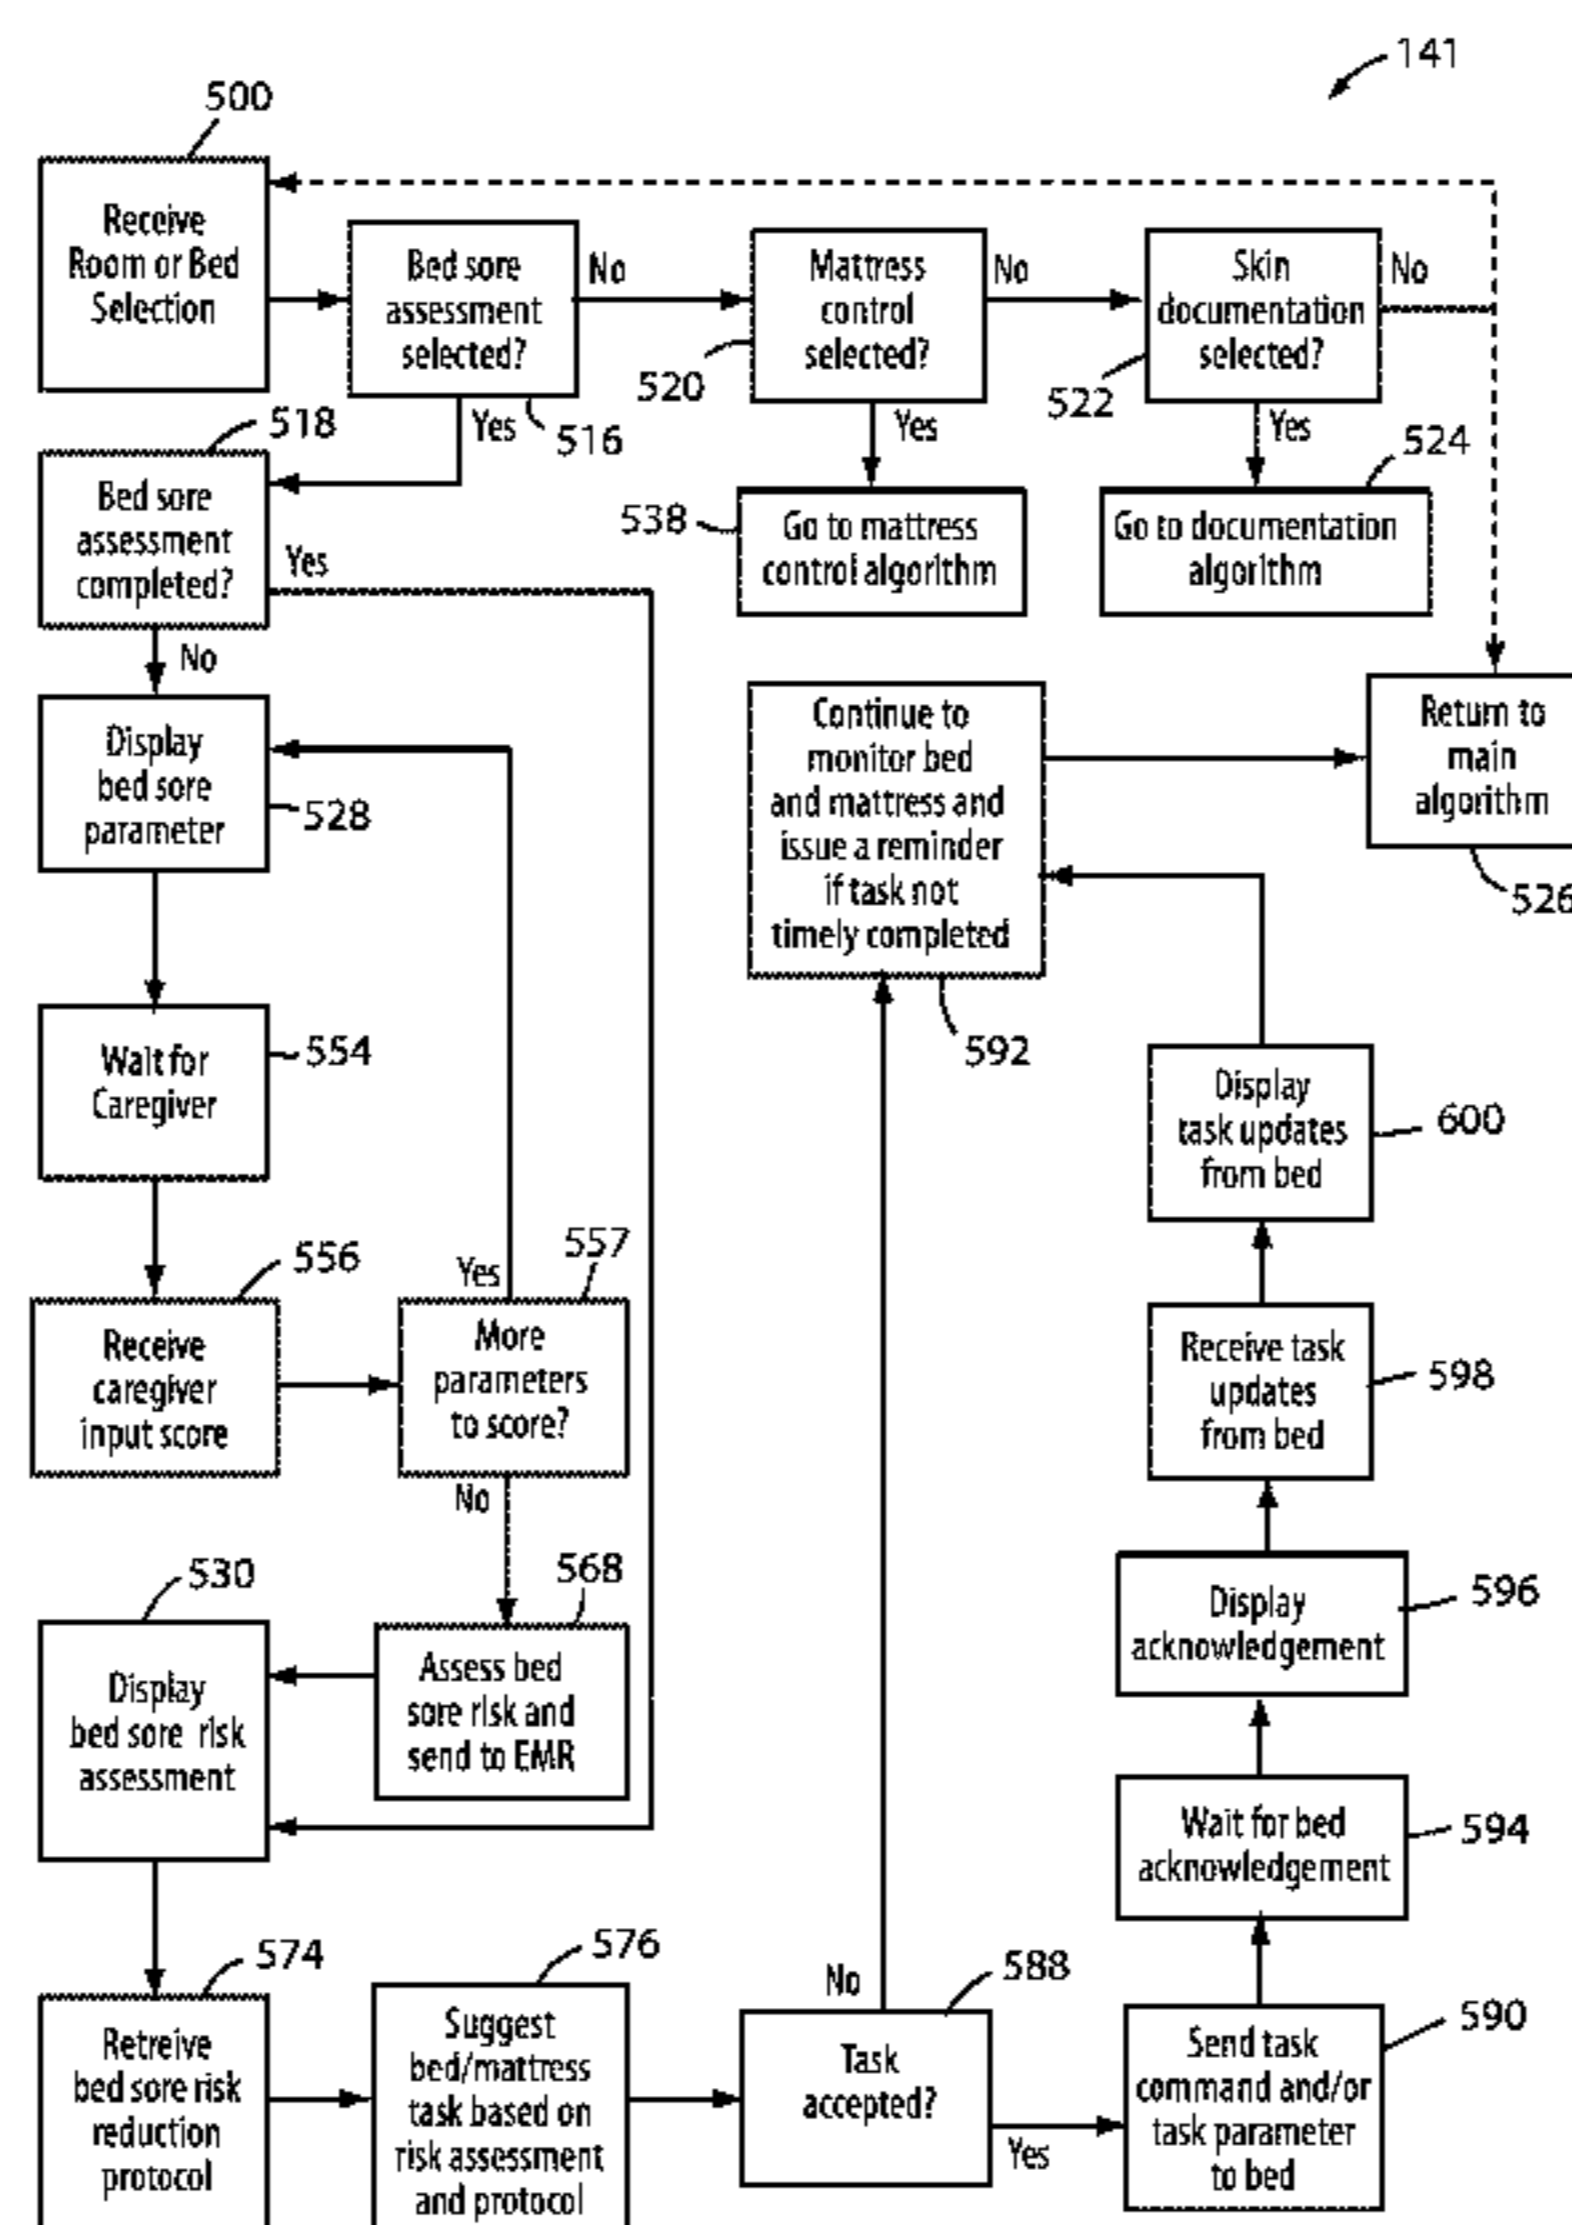 141
500
Receive
Room or Bed
Selection
Bed sore
assessment
selected?
No
Mattress
control
selected?
No
Skin
documentation
selected?
No
520
522
518
Yes
516
Yes
Yes
524
Bed sore
assessment
completed?
Yes
538
Go to mattress
control algorithm
Go to documentation
algorithm
No
Display
bed sore
parameter
528
Continue to
monitor bed
and mattress and
issue a reminder
if task not
timely completed
Return to
main
algorithm
526
Wait for
Caregiver
554
592
Display
task updates
from bed
600
556
557
Yes
Receive
caregiver
input score
More
parameters
to score?
Receive task
updates
from bed
598
No
530
568
Display
acknowledgement
596
Display
bed sore risk
assessment
Assess bed
sore risk and
send to EMR
Wait for bed
acknowledgement
594
574
576
No
588
590
Retreive
bed sore risk
reduction
protocol
Suggest
bed/mattress
task based on
risk assessment
and protocol
Task
accepted?
Yes
Send task
command and/or
task parameter
to bed